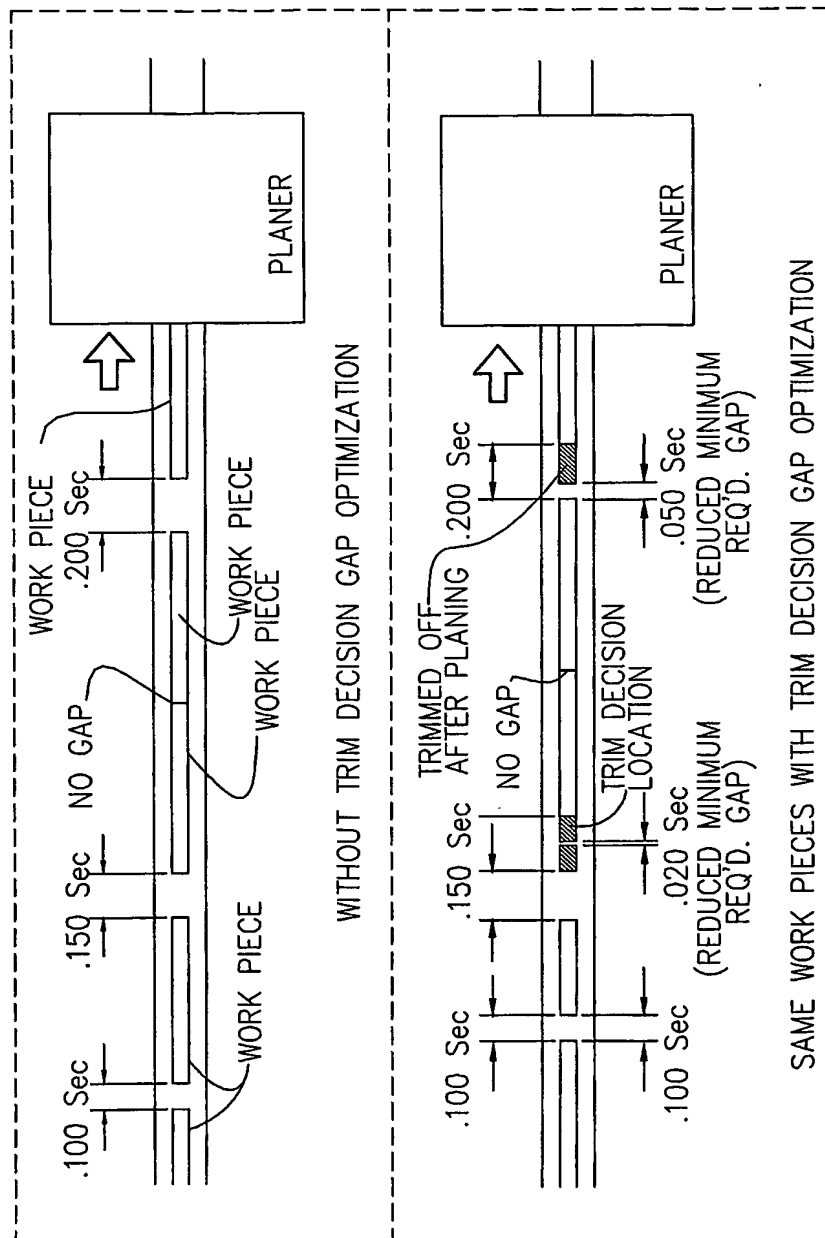 WORK PIECE
.200 Sec
WORK PIECE
NO GAP
WORK PIECE
.150 Sec
WORK PIECE
.100 Sec
PLANER
WITHOUT TRIM DECISION GAP OPTIMIZATION
.200 Sec
TRIMMED OFF
AFTER PLANING
NO GAP
TRIM DECISION
LOCATION
.150 Sec
.100 Sec
PLANER
.050 Sec
(REDUCED MINIMUM
REQ'D. GAP)
.020 Sec
(REDUCED MINIMUM
REQ'D. GAP)
.100 Sec
SAME WORK PIECES WITH TRIM DECISION GAP OPTIMIZATION